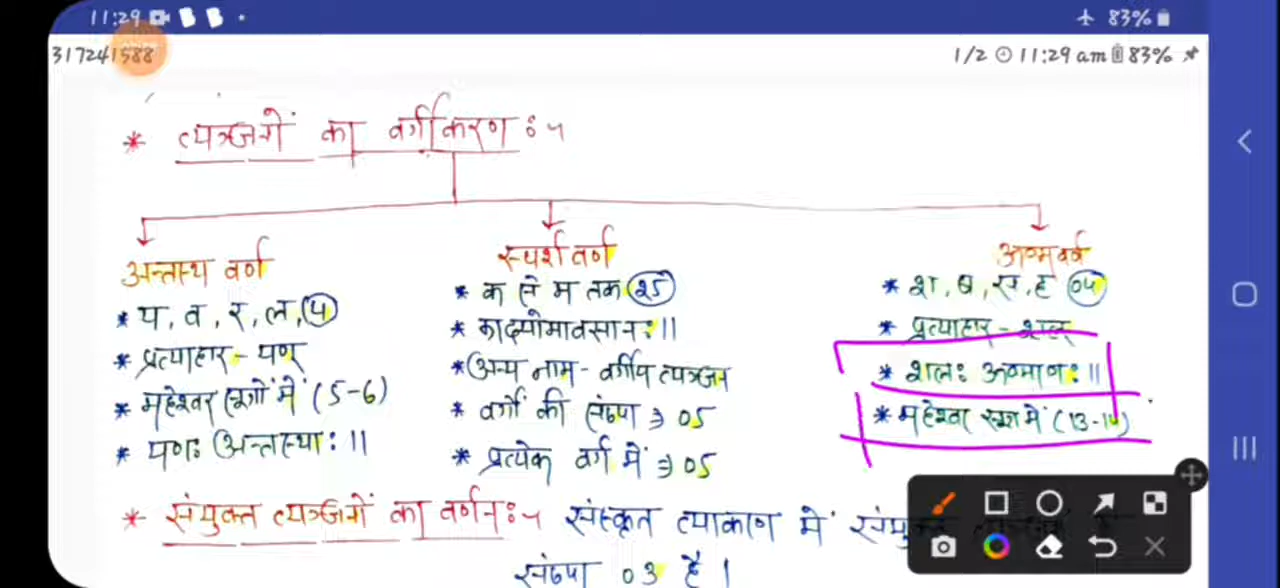 11:29 83%
317241588 1/2 11:29 am 83%
* व्यञ्जनों का वर्गीकरण :-
अन्तस्थ वर्ण
* य, व, र, ल, (4)
* प्रत्याहार - यण्
* महेश्वर सूत्रों में (5-6)
* यणः अन्तस्थाः ।।
स्पर्श वर्ण
* क से म तक (25)
* कादयोमावसानः ।।
* अन्य नाम - वर्गीय व्यञ्जन
* वर्गों की संख्या ⇒ 05
* प्रत्येक वर्ग में ⇒ 05
ऊष्म वर्ण
* श, ष, स, ह (04)
* प्रत्याहार - शल्
* शलः ऊष्माणः ।।
* महेश्वर सूत्र में (13-14)
* संयुक्त व्यञ्जनों का वर्णन :- संस्कृत व्याकरण में संयुक्त
संख्या 03 है ।